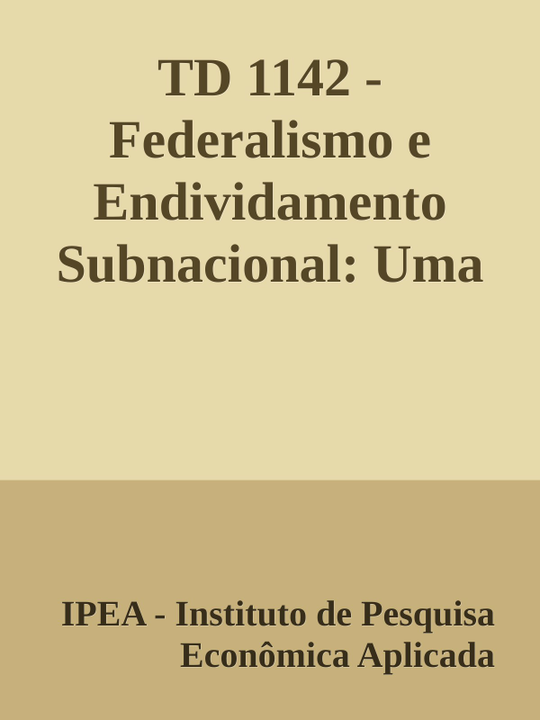 TD 1142 -
Federalismo e
Endividamento
Subnacional: Uma
IPEA - Instituto de Pesquisa
Econômica Aplicada